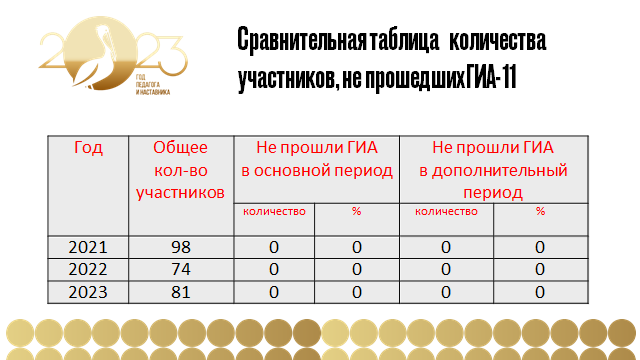 2023
ГОД
ПЕДАГОГА
И НАСТАВНИКА
Сравнительная таблица количества
участников, не прошедших ГИА-11
Год Общее Не прошли ГИА Не прошли ГИА
кол-во в основной период в дополнительный
участников период
количество % количество %
2021 98 0 0 0 0
2022 74 0 0 0 0
2023 81 0 0 0 0